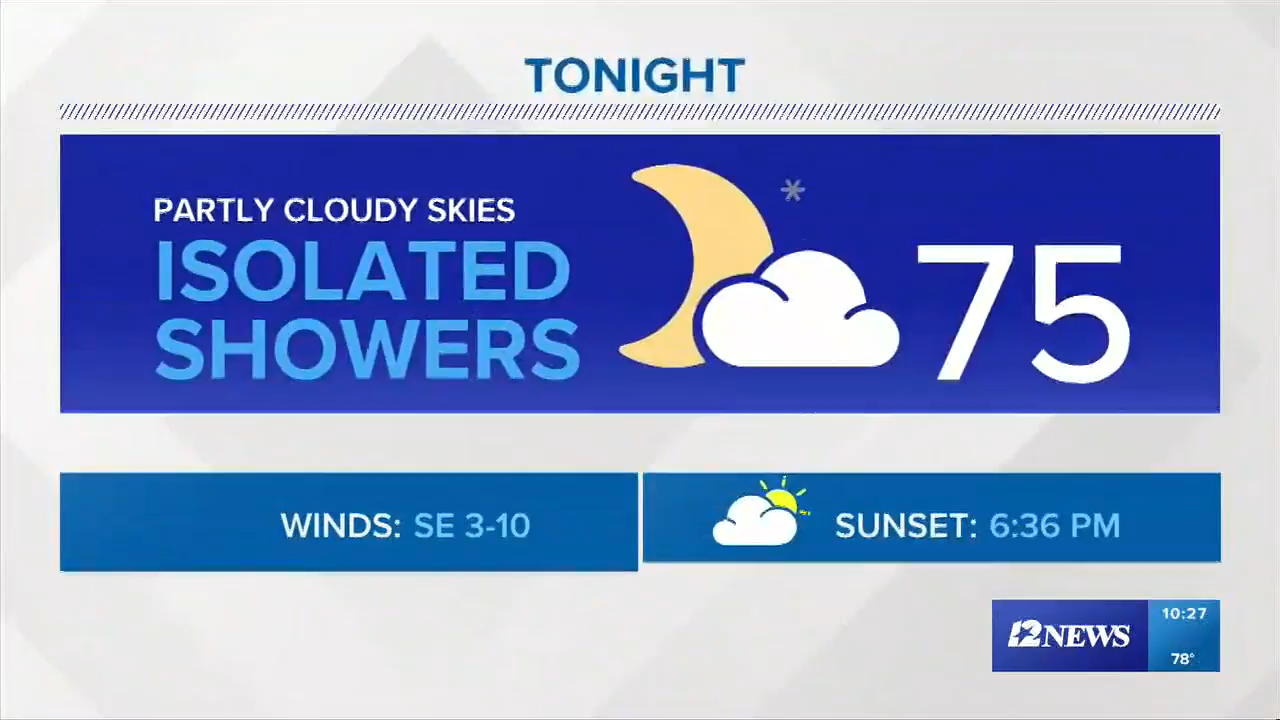 TONIGHT
PARTLY CLOUDY SKIES
ISOLATED
SHOWERS
75
WINDS: SE 3-10
SUNSET: 6:36 PM
12NEWS
10:27
78°